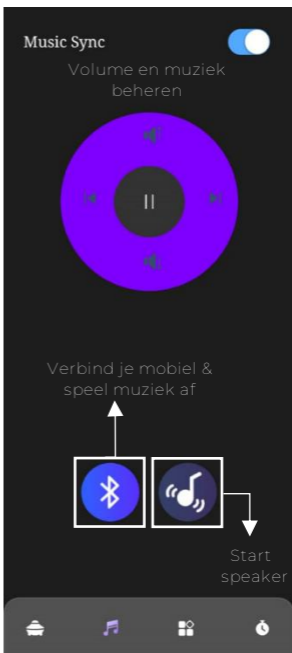 Music Sync
Volume en muziek
beheren
Verbind je mobiel &
speel muziek af
Start
speaker